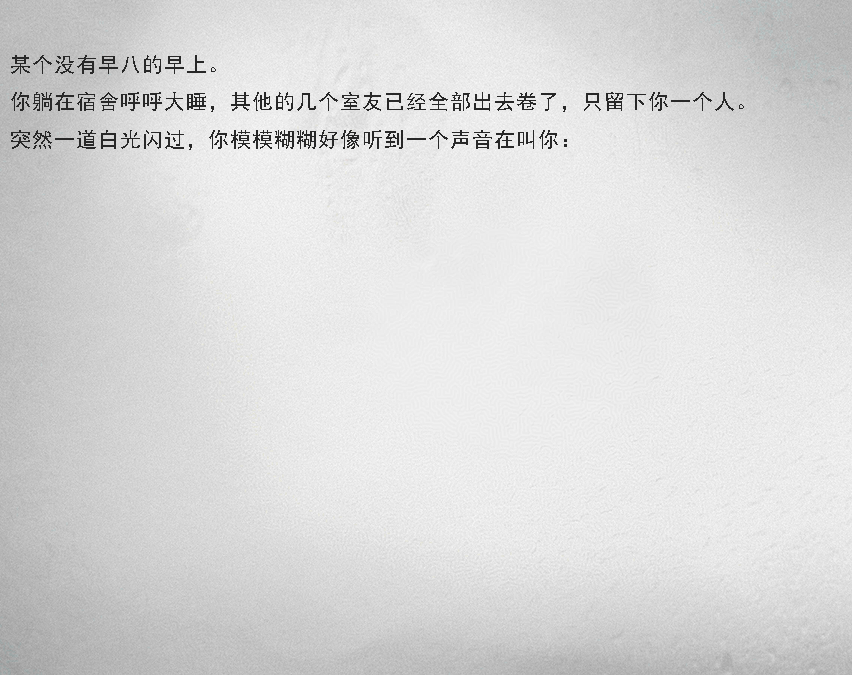 某个没有早八的早上。
你躺在宿舍呼呼大睡，其他的几个室友已经全部出去卷了，只留下你一个人。
突然一道白光闪过，你模模糊糊好像听到一个声音在叫你：